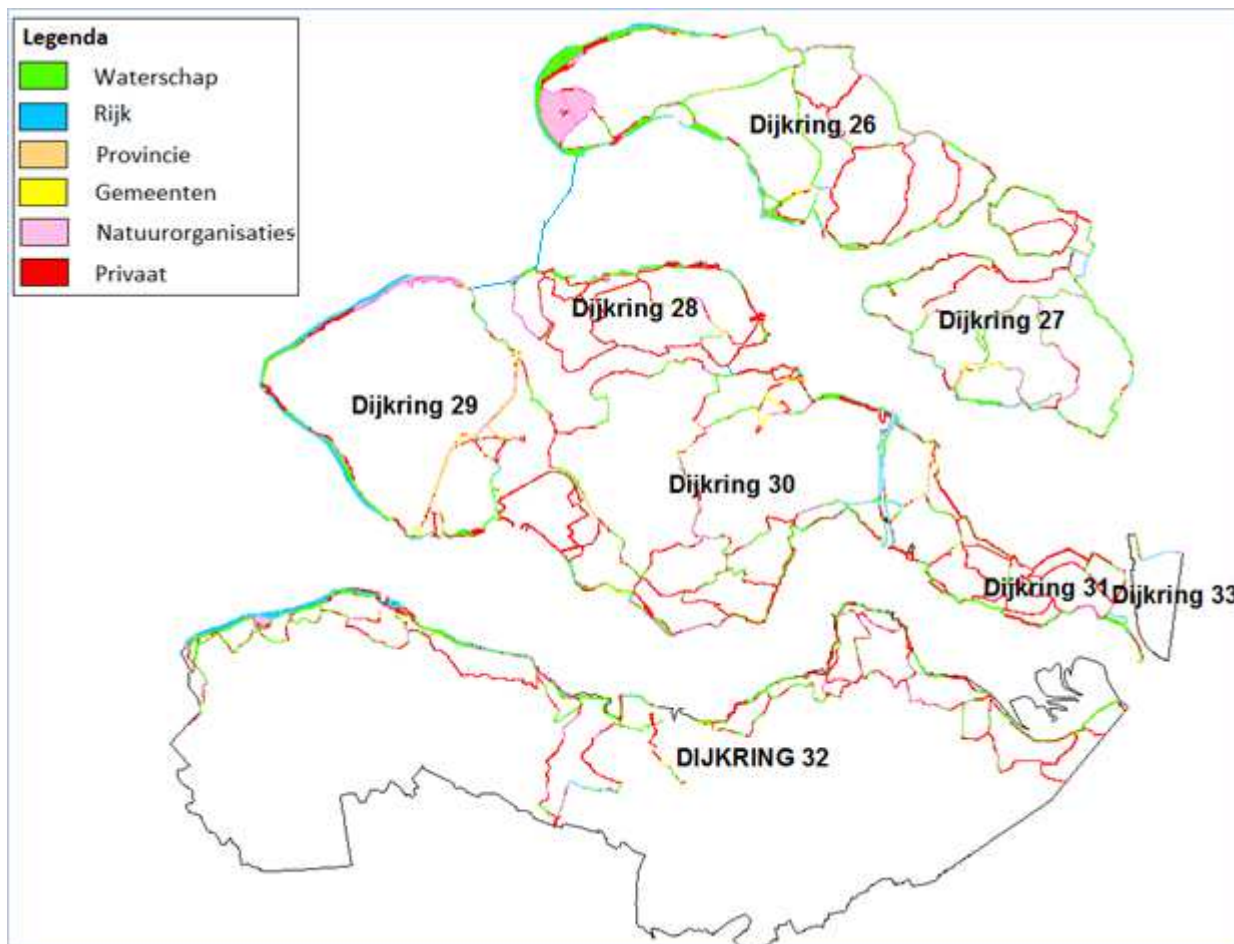 Legenda
Waterschap
Rijk
Provincie
Gemeenten
Natuurorganisaties
Privaat
Dijkring 26
Dijkring 28
Dijkring 27
Dijkring 29
Dijkring 30
Dijkring 31
Dijkring 33
DIJKRING 32